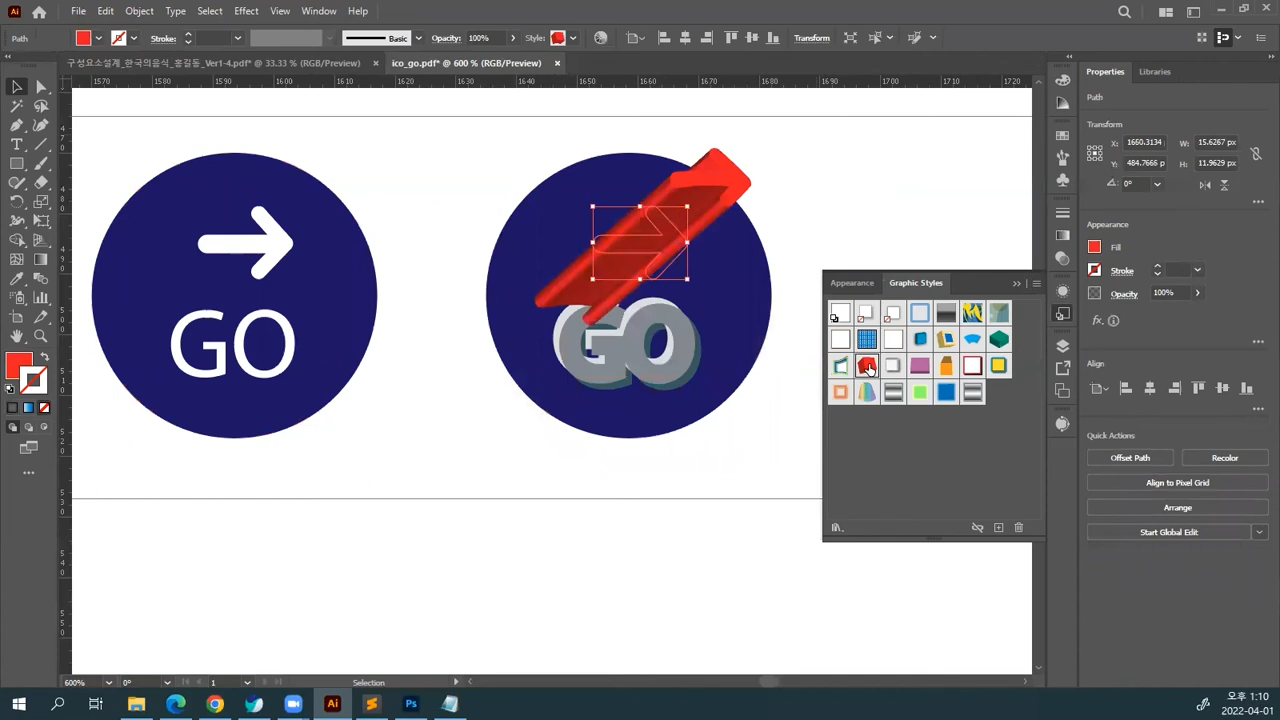 Ai
File Edit Object Type Select Effect View Window Help
Path Stroke: Basic Opacity: 100% Style: Transform
구성요소설계_한국의음식_홍길동_Ver1-4.pdf* @ 33.33 % (RGB/Preview) × ico_go.pdf* @ 600 % (RGB/Preview) ×
1570 1580 1590 1600 1610 1620 1630 1640 1650 1660 1670 1680 1690 1700 1710 1720
Properties Libraries
Path
Transform
X: 1660.3134 W: 15.6267 px
Y: 484.7666 p H: 11.9629 px
0°
Appearance
Fill
Stroke
Opacity 100%
fx.
Align
Quick Actions
Offset Path Recolor
Align to Pixel Grid
Arrange
Start Global Edit
Appearance Graphic Styles
GO
GO
600% 0° 1 Selection
Ai Ps
오후 1:10
2022-04-01